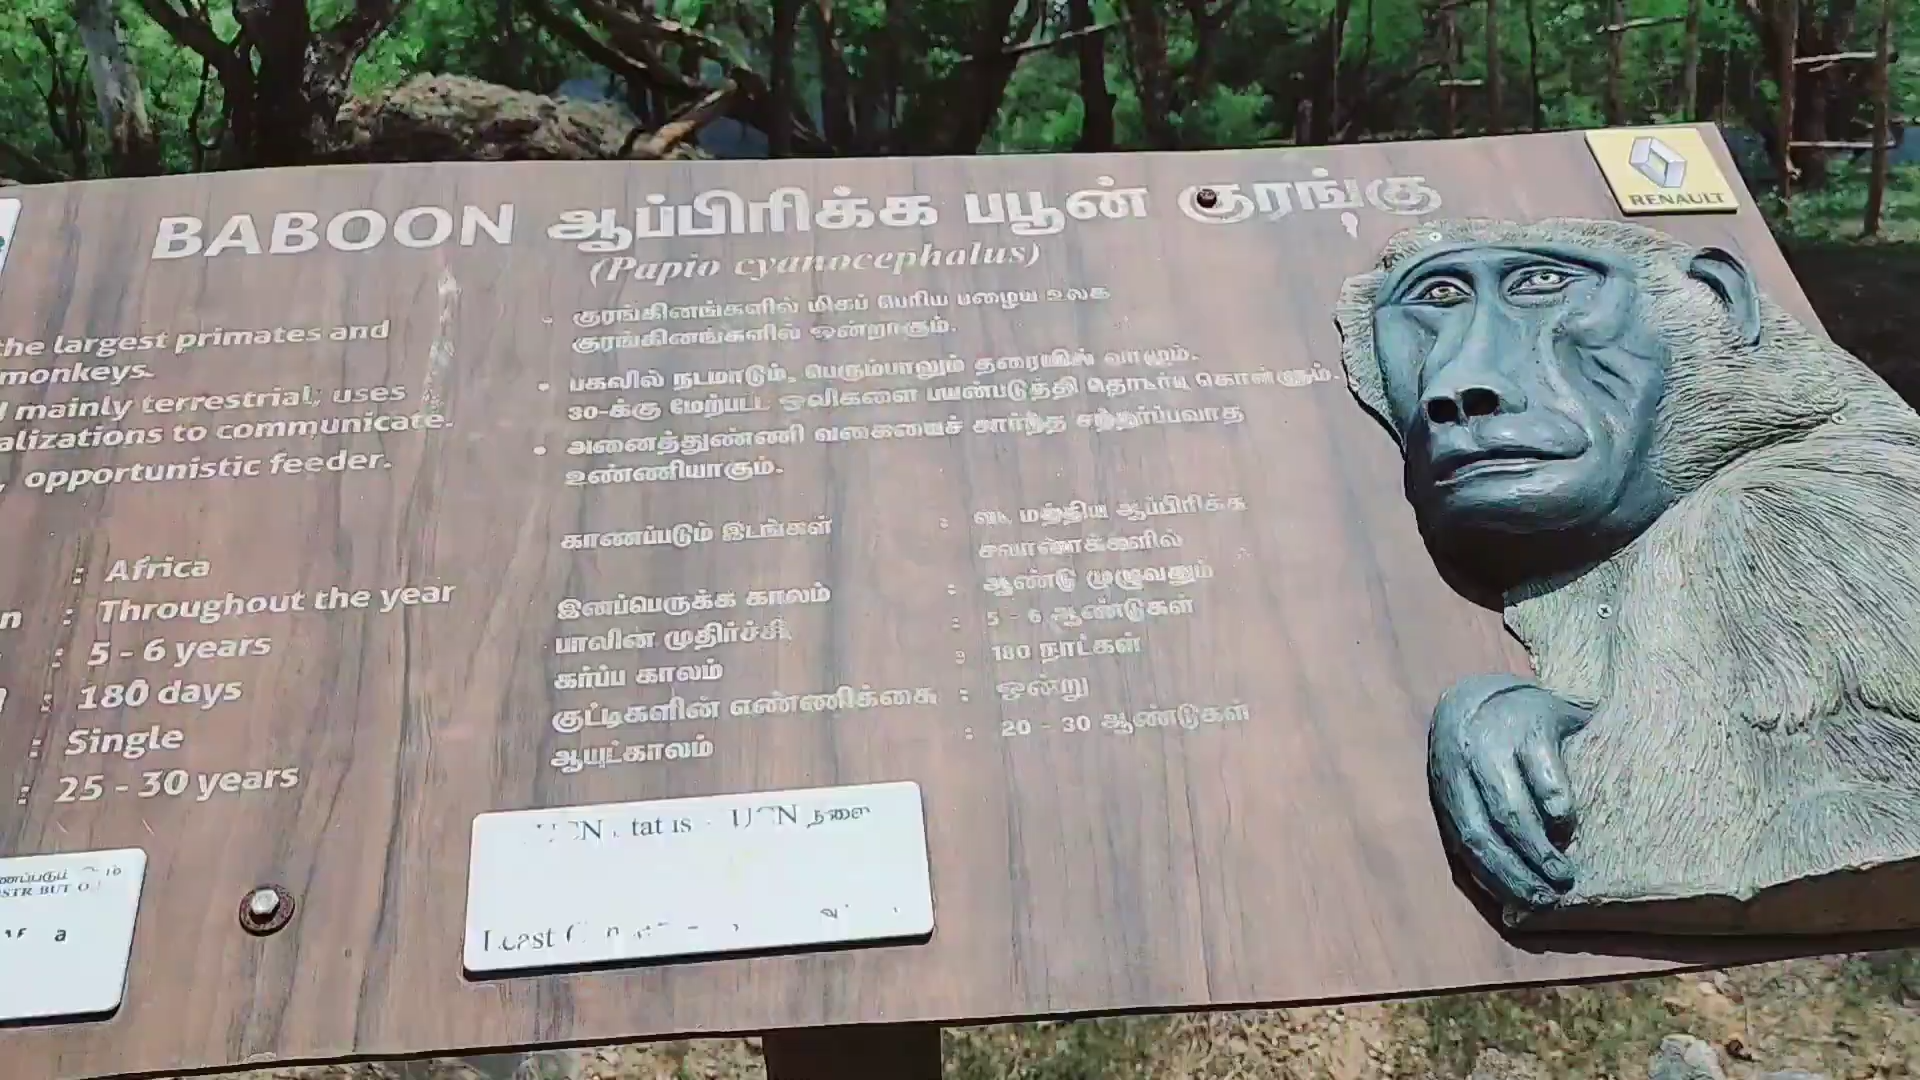 RENAULT
BABOON ஆப்பிரிக்க பபூன் குரங்கு
(Papio cyanocephalus)
the largest primates and
monkeys.
mainly terrestrial; uses
alizations to communicate.
, opportunistic feeder.
: Africa
n : Throughout the year
: 5 - 6 years
: 180 days
: Single
: 25 - 30 years
குரங்கினங்களில் மிகப் பெரிய பழைய உலக
குரங்கினங்களில் ஒன்றாகும்.
• பகலில் நடமாடும். பெரும்பாலும் தரையில் வாழும்.
30-க்கு மேற்பட்ட ஒலிகளை பயன்படுத்தி தொடர்பு கொள்ளும்.
• அனைத்துண்ணி வகையைச் சார்ந்த சந்தர்ப்பவாத
உண்ணியாகும்.
காணப்படும் இடங்கள் : வட மத்திய ஆப்பிரிக்க
சவானாக்களில்
இனப்பெருக்க காலம் : ஆண்டு முழுவதும்
பாலின முதிர்ச்சி : 5 - 6 ஆண்டுகள்
கர்ப்ப காலம் : 180 நாட்கள்
குட்டிகளின் எண்ணிக்கை : ஒன்று
ஆயுட்காலம் : 20 - 30 ஆண்டுகள்
Least